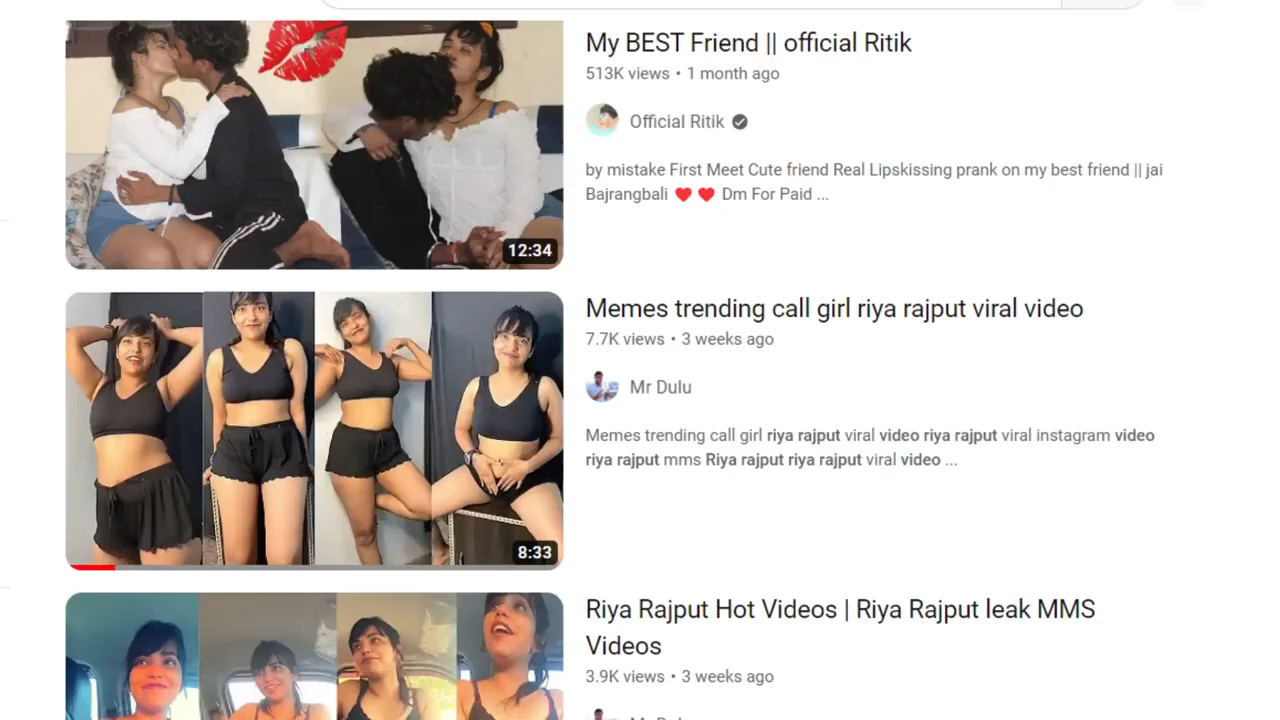 My BEST Friend || official Ritik
513K views • 1 month ago
Official Ritik
by mistake First Meet Cute friend Real Lipskissing prank on my best friend || jai
Bajrangbali ❤️ ❤️ Dm For Paid ...
12:34
Memes trending call girl riya rajput viral video
7.7K views • 3 weeks ago
Mr Dulu
Memes trending call girl riya rajput viral video riya rajput viral instagram video
riya rajput mms Riya rajput riya rajput viral video ...
8:33
Riya Rajput Hot Videos | Riya Rajput leak MMS
Videos
3.9K views • 3 weeks ago